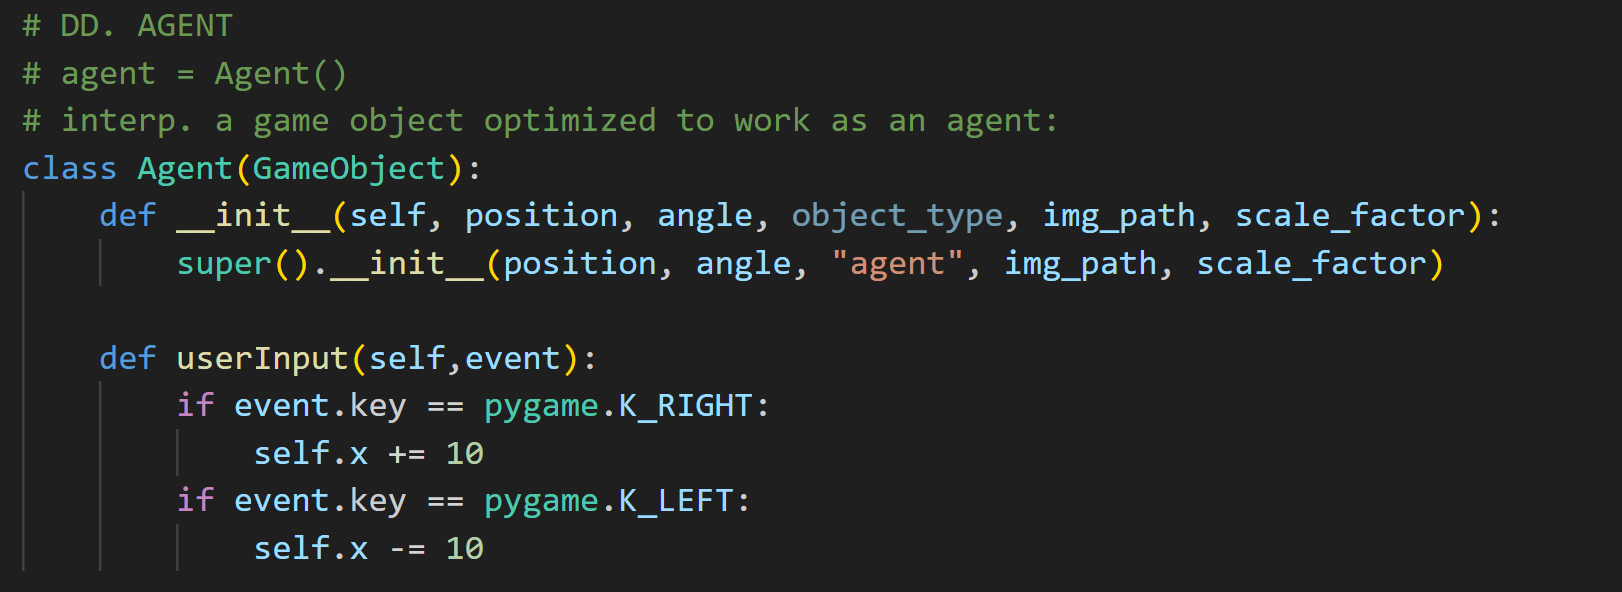 # DD. AGENT
# agent = Agent()
# interp. a game object optimized to work as an agent:
class Agent(GameObject):
    def __init__(self, position, angle, object_type, img_path, scale_factor):
        super().__init__(position, angle, "agent", img_path, scale_factor)

    def userInput(self,event):
        if event.key == pygame.K_RIGHT:
            self.x += 10
        if event.key == pygame.K_LEFT:
            self.x -= 10